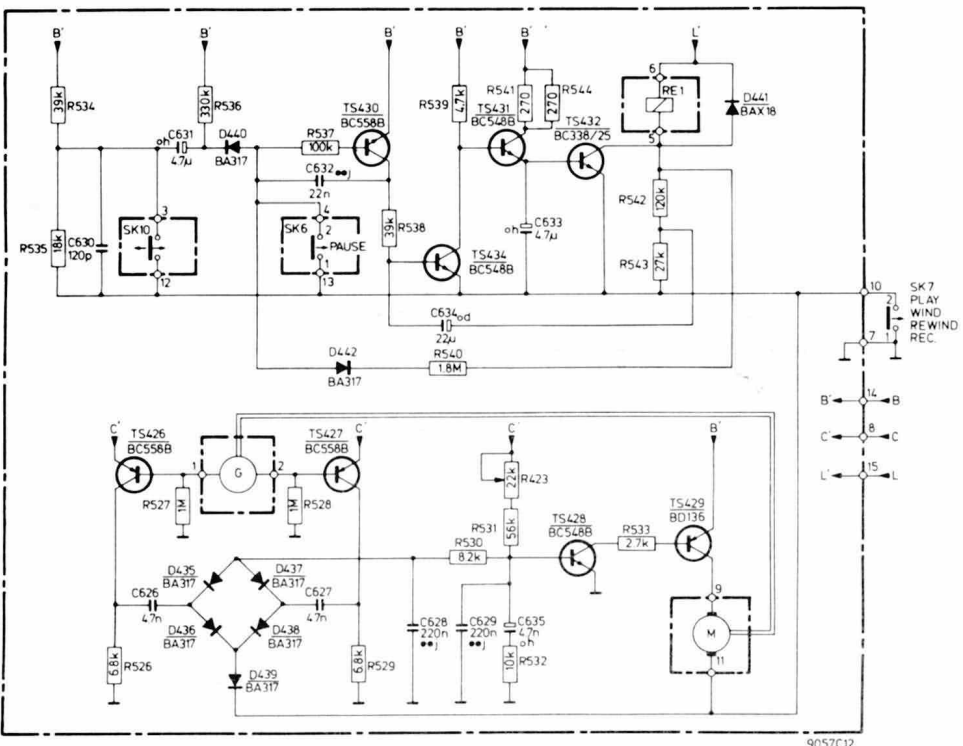 B' B' B' B' B' L'
39k R534
330k R536
C631 4.7µ oh
D440 BA317
R537 100k
TS430 BC558B
C632 22n
R539 4.7k
R541 270
270 R544
TS431 BC548B
TS432 BC338/25
6 RE1 5
D441 BAX18
R535 18k
C630 120p
3 SK10 12
4 2 SK6 PAUSE 1 13
39k R538
TS434 BC548B
oh C633 4.7µ
R542 120k
R543 27k
C634 od 22µ
D442 BA317
R540 1.8M
10 SK7
2 PLAY
WIND
REWIND
7 1 REC.
B' 14 B
C' 8 C
L' 15 L
C' C' C' B'
TS426 BC558B
1 G 2
TS427 BC558B
R527 1M
1M R528
22k R423
R531 56k
R530 8.2k
TS428 BC548B
R533 2.7k
TS429 BD136
D435 BA317
D437 BA317
C626 47n
C627 47n
D436 BA317
D438 BA317
6.8k R526
6.8k R529
D439 BA317
C628 220n
C629 220n
C635 47n oh
10k R532
9 M 11
9057C12